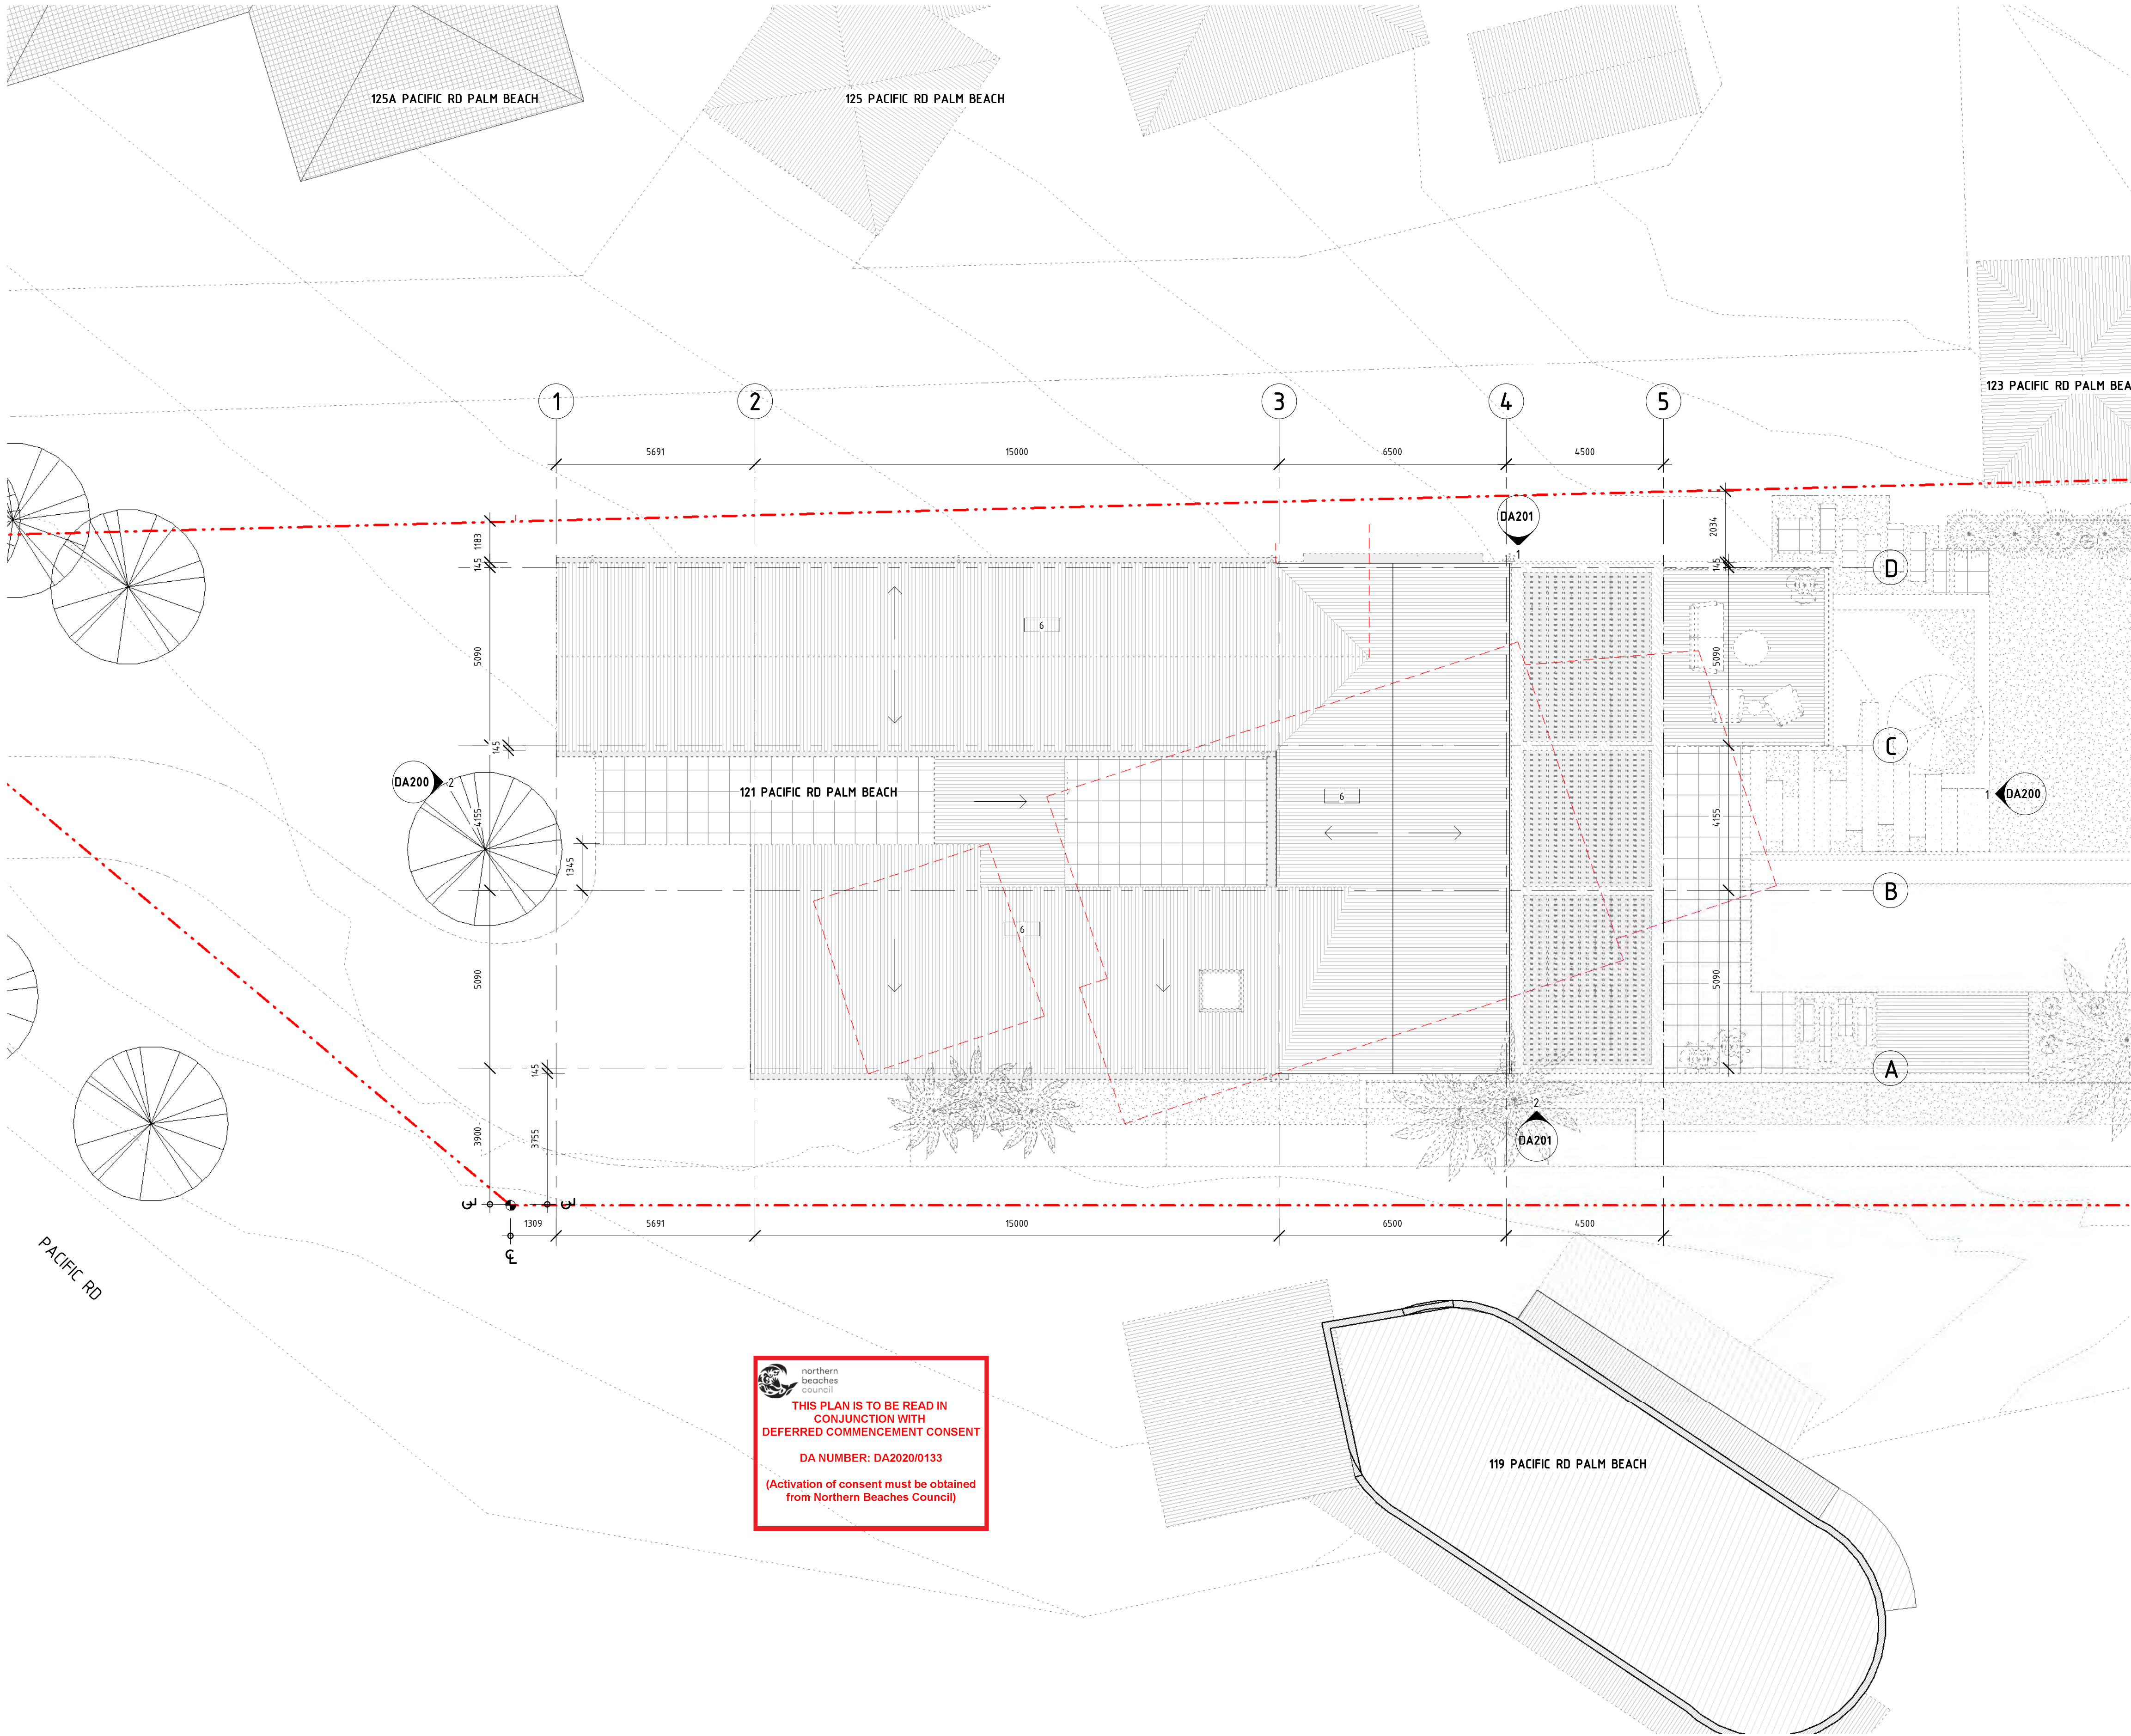 125A PACIFIC RD PALM BEACH
125 PACIFIC RD PALM BEACH
123 PACIFIC RD PALM BEA
1
2
3
4
5
5691
15000
6500
4500
DA201
1
1183
145
2034
145
D
6
5090
5090
145
C
DA200
2
121 PACIFIC RD PALM BEACH
6
1
DA200
4155
4155
1345
B
6
5090
5090
145
A
3900
3755
2
DA201
1309
5691
15000
6500
4500
PACIFIC RD
northern
beaches
council
THIS PLAN IS TO BE READ IN
CONJUNCTION WITH
DEFERRED COMMENCEMENT CONSENT
DA NUMBER: DA2020/0133
(Activation of consent must be obtained
from Northern Beaches Council)
119 PACIFIC RD PALM BEACH